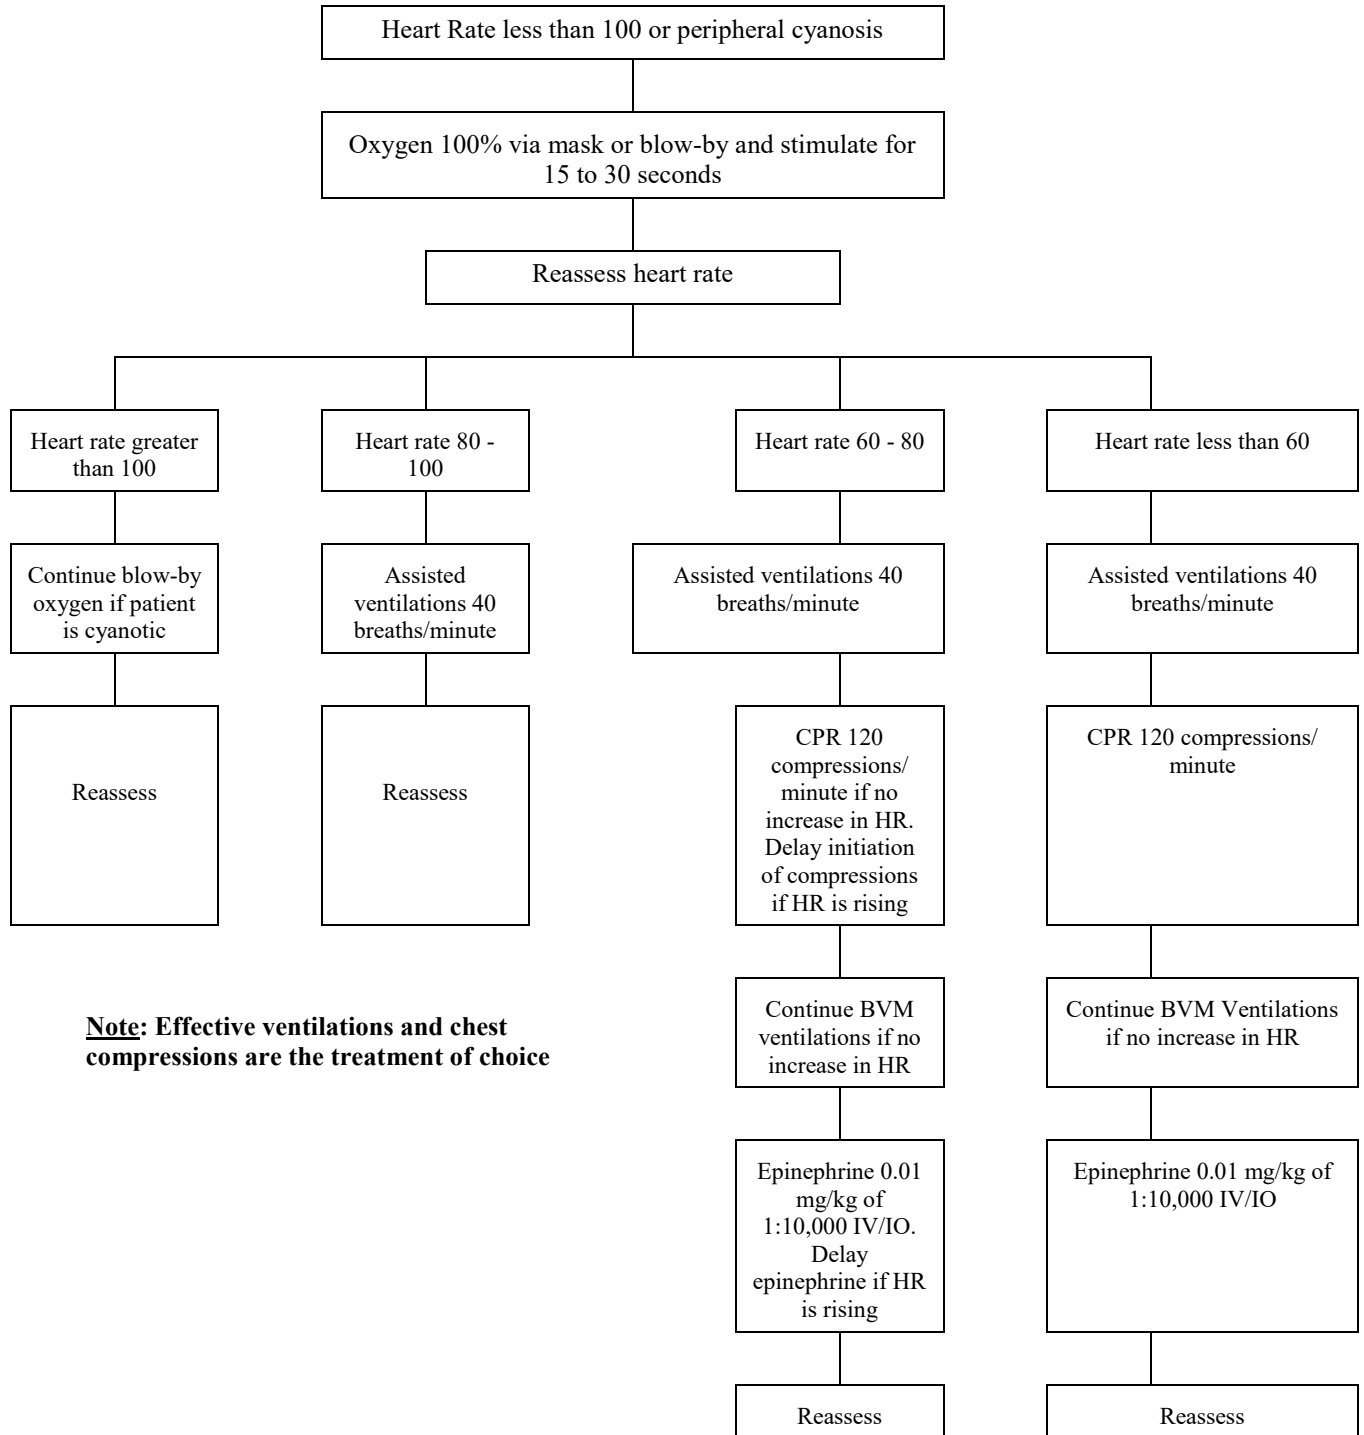 Heart Rate less than 100 or peripheral cyanosis
Oxygen 100% via mask or blow-by and stimulate for
15 to 30 seconds
Reassess heart rate
Heart rate greater
than 100
Heart rate 80 -
100
Heart rate 60 - 80
Heart rate less than 60
Continue blow-by
oxygen if patient
is cyanotic
Assisted
ventilations 40
breaths/minute
Assisted ventilations 40
breaths/minute
Assisted ventilations 40
breaths/minute
Reassess
Reassess
CPR 120
compressions/
minute if no
increase in HR.
Delay initiation
of compressions
if HR is rising
CPR 120 compressions/
minute
Note: Effective ventilations and chest
compressions are the treatment of choice
Continue BVM
ventilations if no
increase in HR
Continue BVM Ventilations
if no increase in HR
Epinephrine 0.01
mg/kg of
1:10,000 IV/IO.
Delay
epinephrine if HR
is rising
Epinephrine 0.01 mg/kg of
1:10,000 IV/IO
Reassess
Reassess